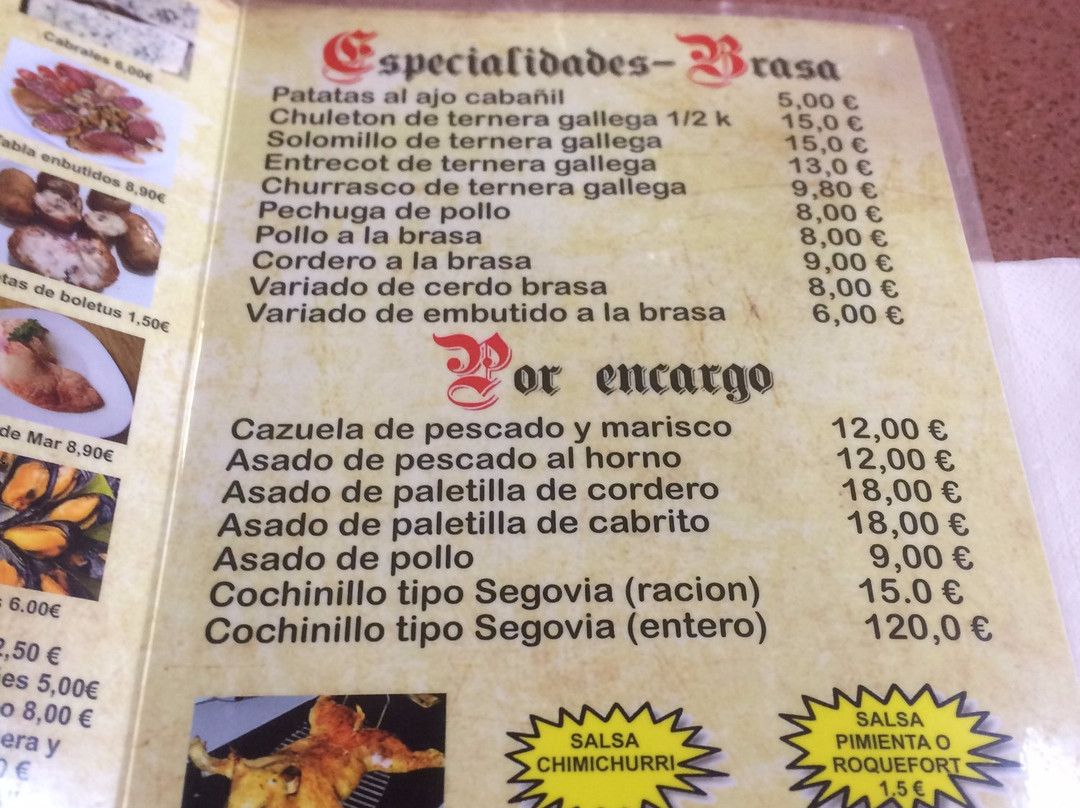 Cabrales 6.00€
Tabla enbutidos 8,90€
tas de boletus 1,50€
de Mar 8,90€
6.00€
2,50 €
es 5,00€
o 8,00 €
era y
0 €
Especialidades- Brasa
Patatas al ajo cabañil 5,00 €
Chuleton de ternera gallega 1/2 k 15,0 €
Solomillo de ternera gallega 15,0 €
Entrecot de ternera gallega 13,0 €
Churrasco de ternera gallega 9,80 €
Pechuga de pollo 8,00 €
Pollo a la brasa 8,00 €
Cordero a la brasa 9,00 €
Variado de cerdo brasa 8,00 €
Variado de embutido a la brasa 6,00 €
Por encargo
Cazuela de pescado y marisco 12,00 €
Asado de pescado al horno 12,00 €
Asado de paletilla de cordero 18,00 €
Asado de paletilla de cabrito 18,00 €
Asado de pollo 9,00 €
Cochinillo tipo Segovia (racion) 15.0 €
Cochinillo tipo Segovia (entero) 120,0 €
SALSA
CHIMICHURRI
SALSA
PIMIENTA O
ROQUEFORT
1.5 €